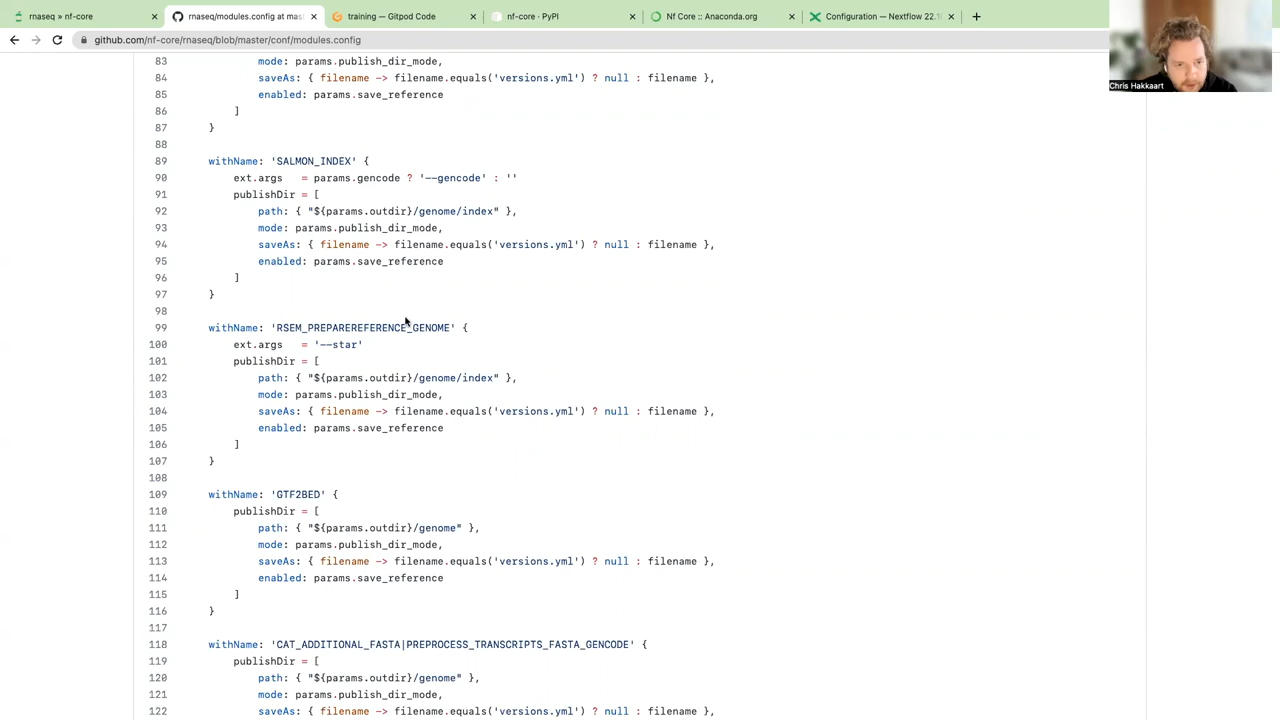 rnaseq » nf-core
rnaseq/modules.config at mas
training — Gitpod Code
nf-core · PyPI
Nf Core :: Anaconda.org
Configuration — Nextflow 22.1
github.com/nf-core/rnaseq/blob/master/conf/modules.config
Chris Hakkaart
83 mode: params.publish_dir_mode,
84 saveAs: { filename -> filename.equals('versions.yml') ? null : filename },
85 enabled: params.save_reference
86 ]
87 }
88
89 withName: 'SALMON_INDEX' {
90 ext.args = params.gencode ? '--gencode' : ''
91 publishDir = [
92 path: { "${params.outdir}/genome/index" },
93 mode: params.publish_dir_mode,
94 saveAs: { filename -> filename.equals('versions.yml') ? null : filename },
95 enabled: params.save_reference
96 ]
97 }
98
99 withName: 'RSEM_PREPAREREFERENCE_GENOME' {
100 ext.args = '--star'
101 publishDir = [
102 path: { "${params.outdir}/genome/index" },
103 mode: params.publish_dir_mode,
104 saveAs: { filename -> filename.equals('versions.yml') ? null : filename },
105 enabled: params.save_reference
106 ]
107 }
108
109 withName: 'GTF2BED' {
110 publishDir = [
111 path: { "${params.outdir}/genome" },
112 mode: params.publish_dir_mode,
113 saveAs: { filename -> filename.equals('versions.yml') ? null : filename },
114 enabled: params.save_reference
115 ]
116 }
117
118 withName: 'CAT_ADDITIONAL_FASTA|PREPROCESS_TRANSCRIPTS_FASTA_GENCODE' {
119 publishDir = [
120 path: { "${params.outdir}/genome" },
121 mode: params.publish_dir_mode,
122 saveAs: { filename -> filename.equals('versions.yml') ? null : filename },